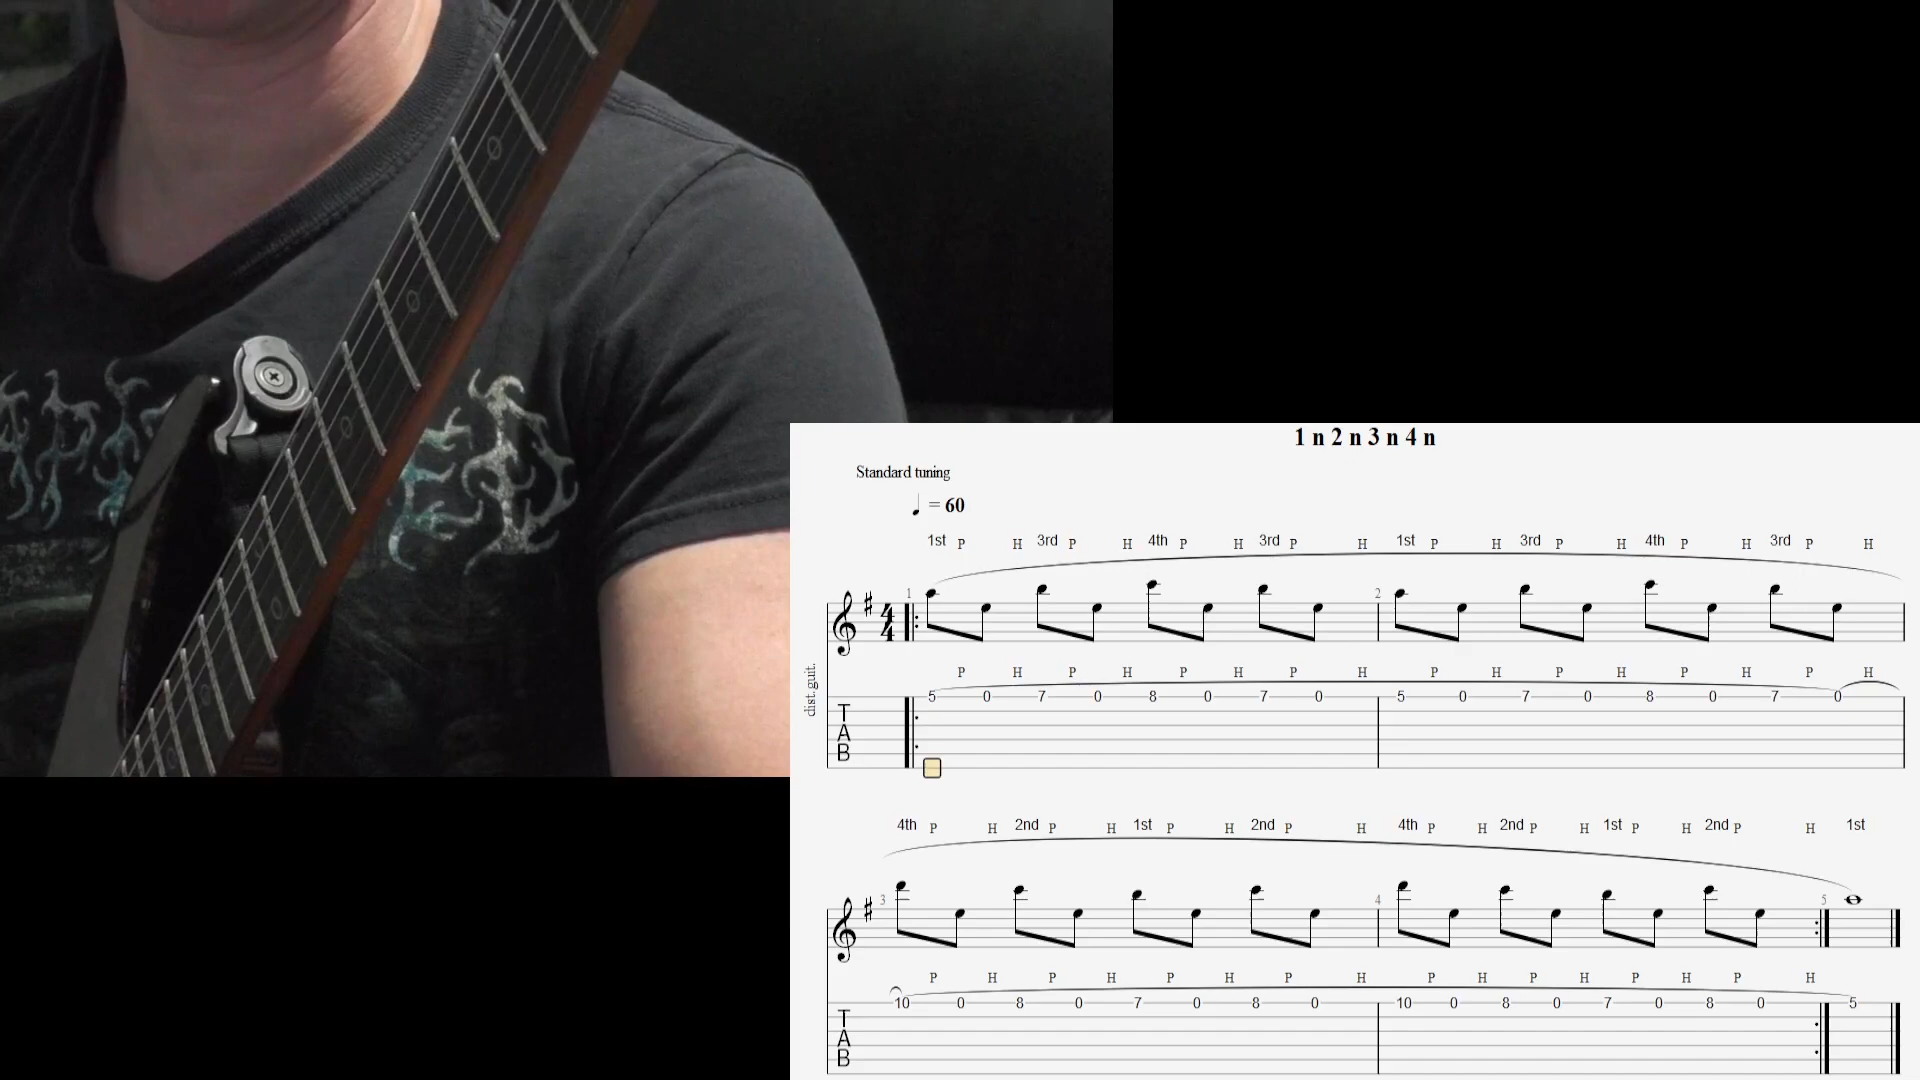 1 n 2 n 3 n 4 n
Standard tuning
= 60
1st P H 3rd P H 4th P H 3rd P H 1st P H 3rd P H 4th P H 3rd P H
1 2
4
4
dist. guit.
P H P H P H P H P H P H P H P H
5 0 7 0 8 0 7 0 5 0 7 0 8 0 7 0
T
A
B
4th P H 2nd P H 1st P H 2nd P H 4th P H 2nd P H 1st P H 2nd P H 1st
3 4 5
P H P H P H P H P H P H P H P H
10 0 8 0 7 0 8 0 10 0 8 0 7 0 8 0 5
T
A
B